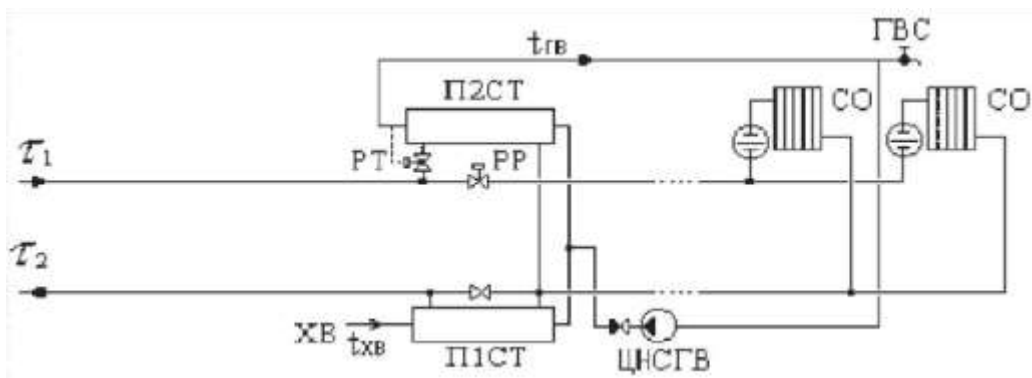 ГВС
tгв
П2СТ
СО
СО
τ1
РТ
РР
τ2
ХВ
tхв
П1СТ
ЦНСГВ